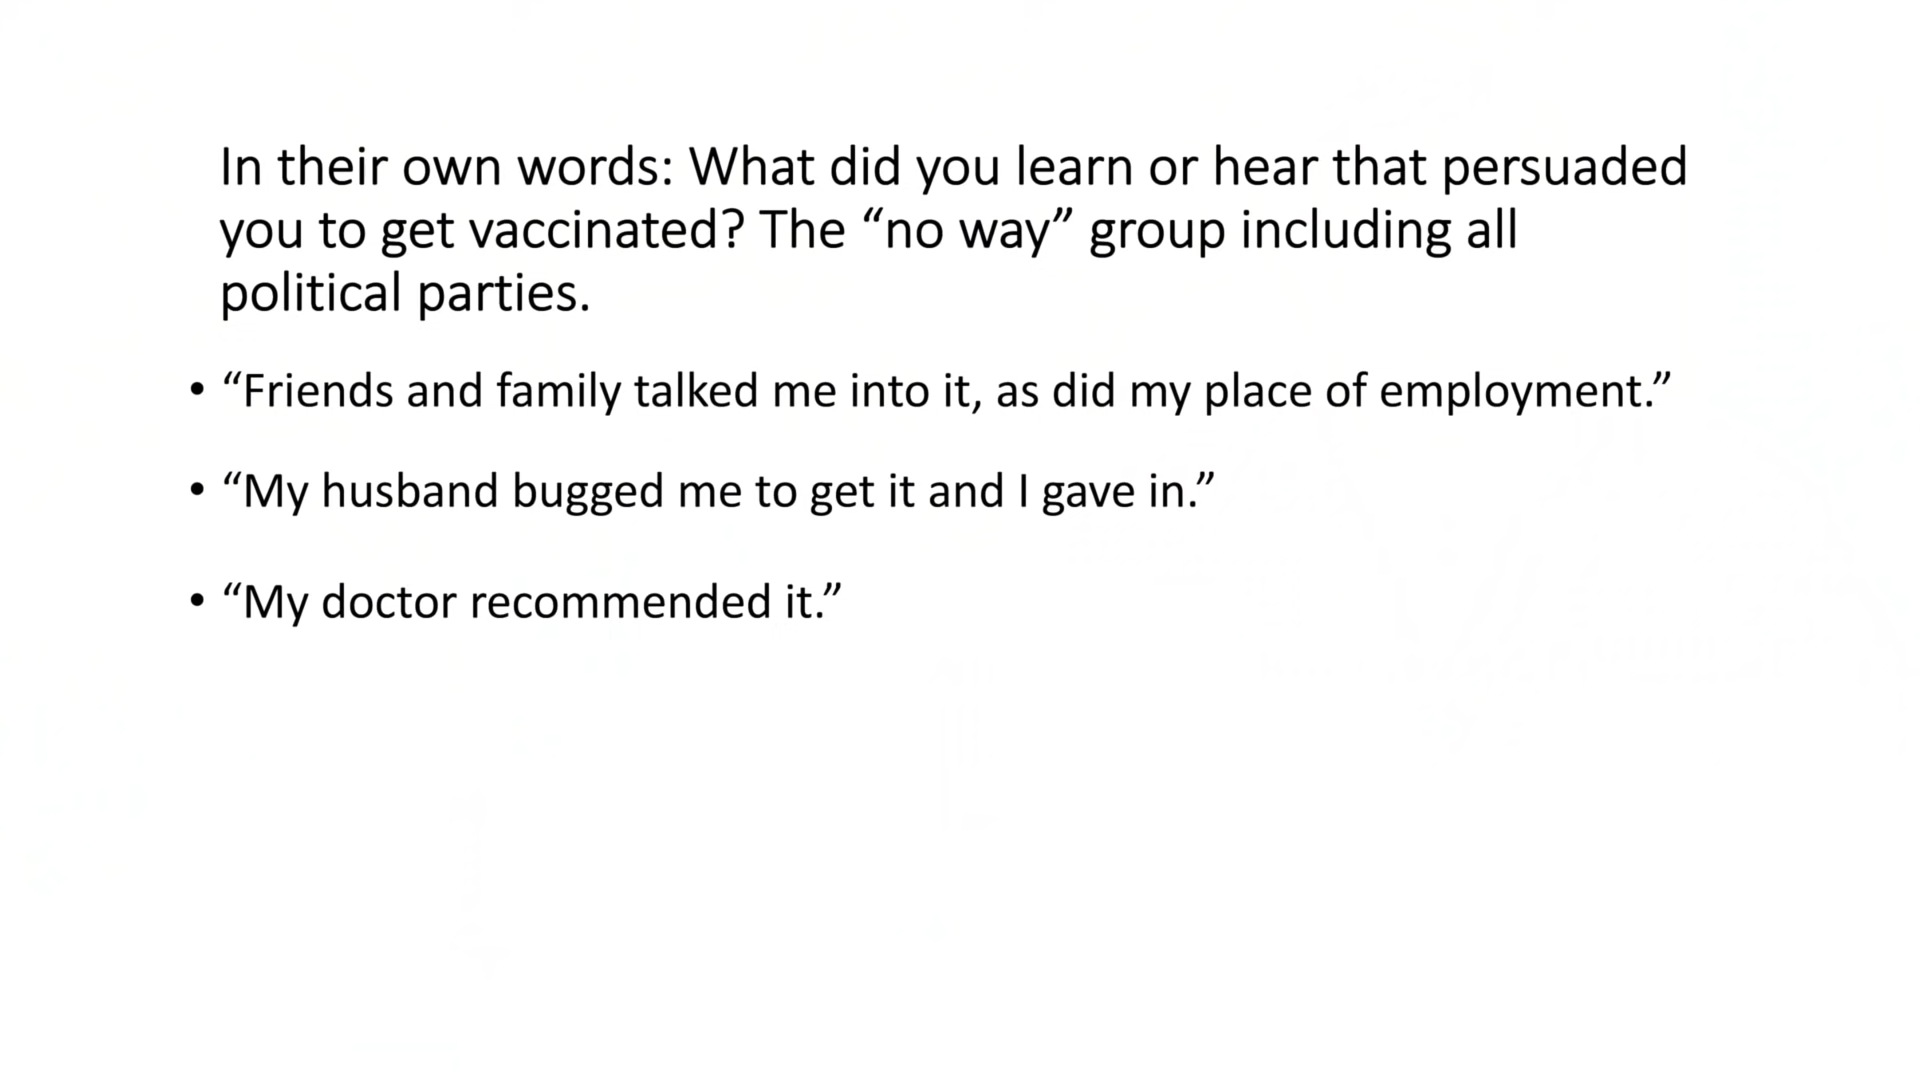 In their own words: What did you learn or hear that persuaded
you to get vaccinated? The “no way” group including all
political parties.
• “Friends and family talked me into it, as did my place of employment.”
• “My husband bugged me to get it and I gave in.”
• “My doctor recommended it.”